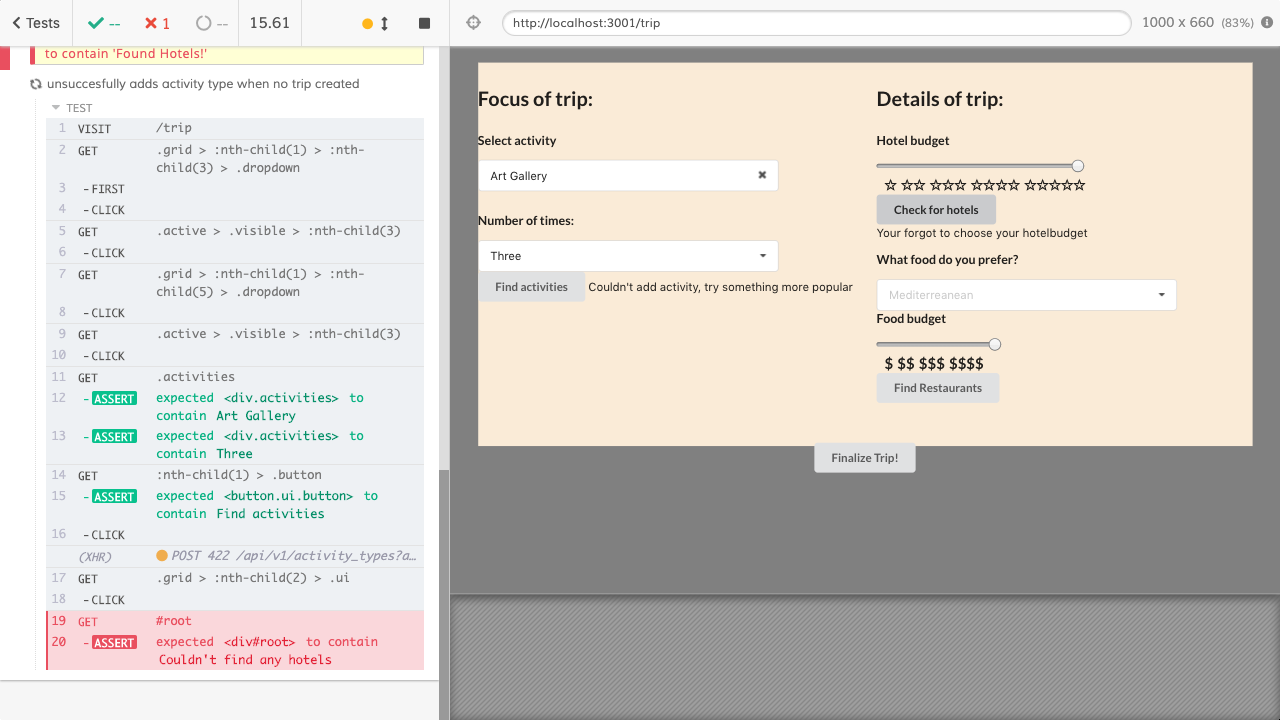 Tests
--
1
--
15.61
http://localhost:3001/trip
1000 x 660 (83%)
to contain 'Found Hotels!'
unsuccesfully adds activity type when no trip created
TEST
1 VISIT /trip
2 GET .grid > :nth-child(1) > :nth-
child(3) > .dropdown
3 - FIRST
4 - CLICK
5 GET .active > .visible > :nth-child(3)
6 - CLICK
7 GET .grid > :nth-child(1) > :nth-
child(5) > .dropdown
8 - CLICK
9 GET .active > .visible > :nth-child(3)
10 - CLICK
11 GET .activities
12 - ASSERT expected <div.activities> to
contain Art Gallery
13 - ASSERT expected <div.activities> to
contain Three
14 GET :nth-child(1) > .button
15 - ASSERT expected <button.ui.button> to
contain Find activities
16 - CLICK
(XHR) POST 422 /api/v1/activity_types?a…
17 GET .grid > :nth-child(2) > .ui
18 - CLICK
19 GET #root
20 - ASSERT expected <div#root> to contain
Couldn't find any hotels
Focus of trip:
Select activity
Art Gallery
Number of times:
Three
Find activities Couldn't add activity, try something more popular
Details of trip:
Hotel budget
☆ ☆☆ ☆☆☆ ☆☆☆☆ ☆☆☆☆☆
Check for hotels
Your forgot to choose your hotelbudget
What food do you prefer?
Mediterreanean
Food budget
$ $$ $$$ $$$$
Find Restaurants
Finalize Trip!